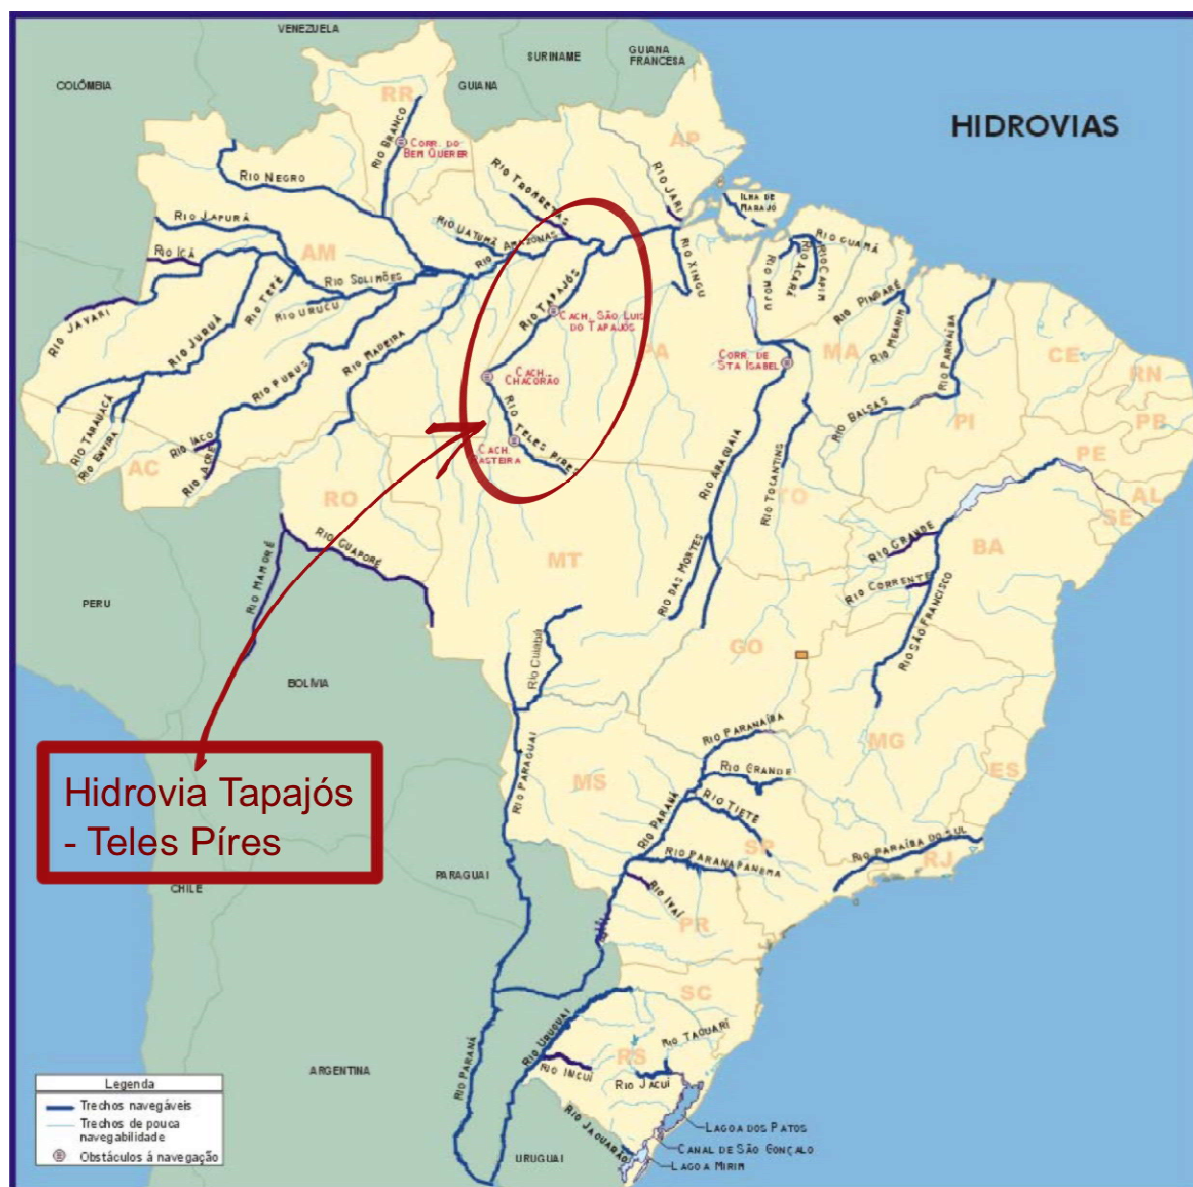 VENEZUELA
SURINAME
GUIANA
FRANCESA
COLÔMBIA
GUIANA
HIDROVIAS
RR
AP
RIO BRANCO
CORR. DO
BEM QUERER
RIO NEGRO
RIO TROMBETAS
RIO JARI
ILHA DE
MARAJÓ
RIO JAPURÁ
RIO UATUMÃ
RIO AMAZONAS
AM
RIO IÇÁ
RIO TEFÉ
RIO SOLIMÕES
RIO URUCU
RIO JAVARI
RIO JURUÁ
RIO PURUS
RIO MADEIRA
RIO TAPAJÓS
CACH. SÃO LUIS
DO TAPAJÓS
RIO XINGU
RIO MOJU
RIO ACARÁ
RIO CAPIM
RIO GUAMÁ
RIO PINDARÉ
RIO MEARIM
RIO PARNAÍBA
PA
MA
CE
RN
PB
PE
AL
SE
PI
CORR. DE
STA ISABEL
RIO BALSAS
CACH.
CHACORÃO
RIO TELES PIRES
CACH.
RASTEIRA
RIO TARAUACÁ
RIO ENVIRA
RIO IACO
RIO ACRE
AC
RO
RIO ARAGUAIA
RIO TOCANTINS
TO
RIO GRANDE
BA
RIO CORRENTE
RIO SÃO FRANCISCO
RIO MAMORÉ
RIO GUAPORÉ
MT
RIO DAS MORTES
PERU
GO
BOLÍVIA
RIO CUIABÁ
RIO PARAGUAI
RIO PARANAÍBA
MG
ES
RIO GRANDE
MS
RIO TIETÊ
RIO PARANÁ
SP
RIO PARAÍBA DO SUL
RJ
RIO PARANAPANEMA
Hidrovia Tapajós
- Teles Píres
CHILE
PARAGUAI
RIO IVAÍ
PR
SC
RIO URUGUAI
RIO TAQUARÍ
RS
RIO IBICUÍ
RIO JACUÍ
RIO PARANÁ
ARGENTINA
RIO JAQUARÃO
LAGOA DOS PATOS
CANAL DE SÃO GONÇALO
LAGOA MIRIM
URUGUAI
Legenda
Trechos navegáveis
Trechos de pouca
navegabilidade
Obstáculos á navegação